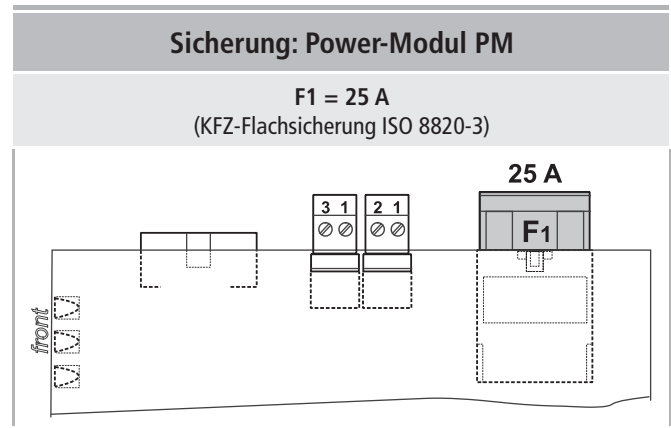 Sicherung: Power-Modul PM
F1 = 25 A
(KFZ-Flachsicherung ISO 8820-3)
25 A
3 1 2 1
F1
front